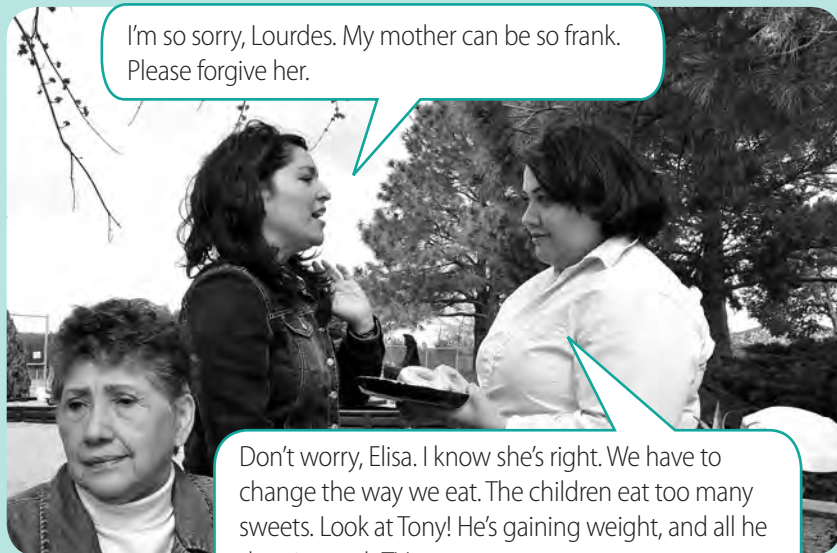 I'm so sorry, Lourdes. My mother can be so frank.
Please forgive her.
Don't worry, Elisa. I know she's right. We have to
change the way we eat. The children eat too many
sweets. Look at Tony! He's gaining weight, and all he